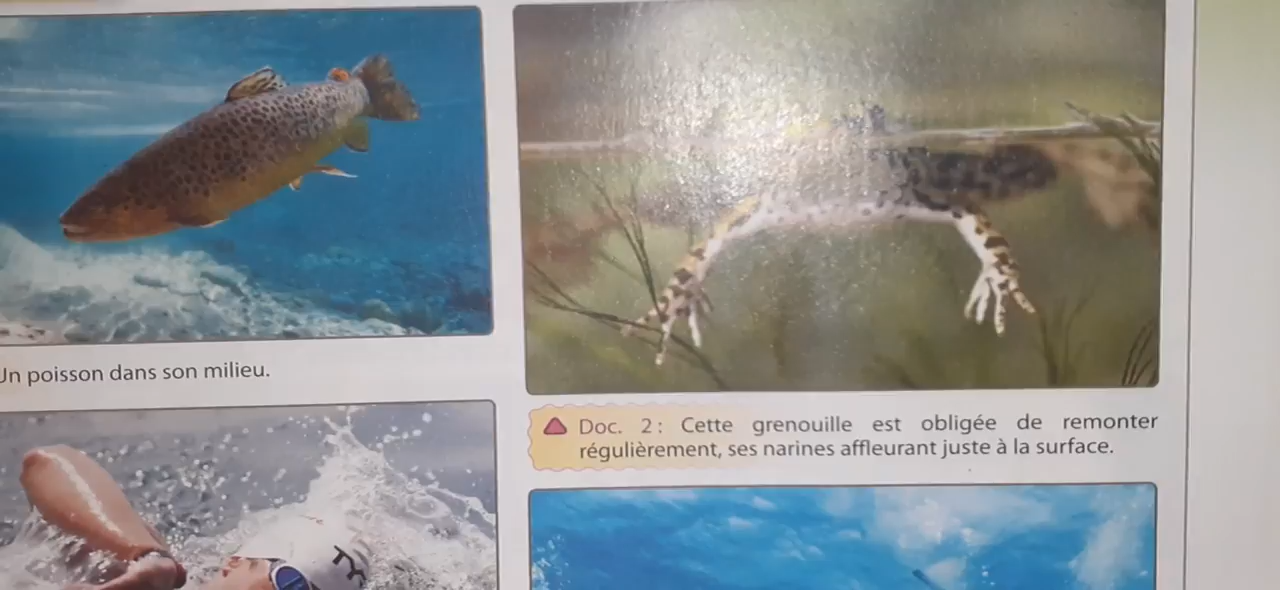 Un poisson dans son milieu.
Doc. 2 : Cette grenouille est obligée de remonter
régulièrement, ses narines affleurant juste à la surface.